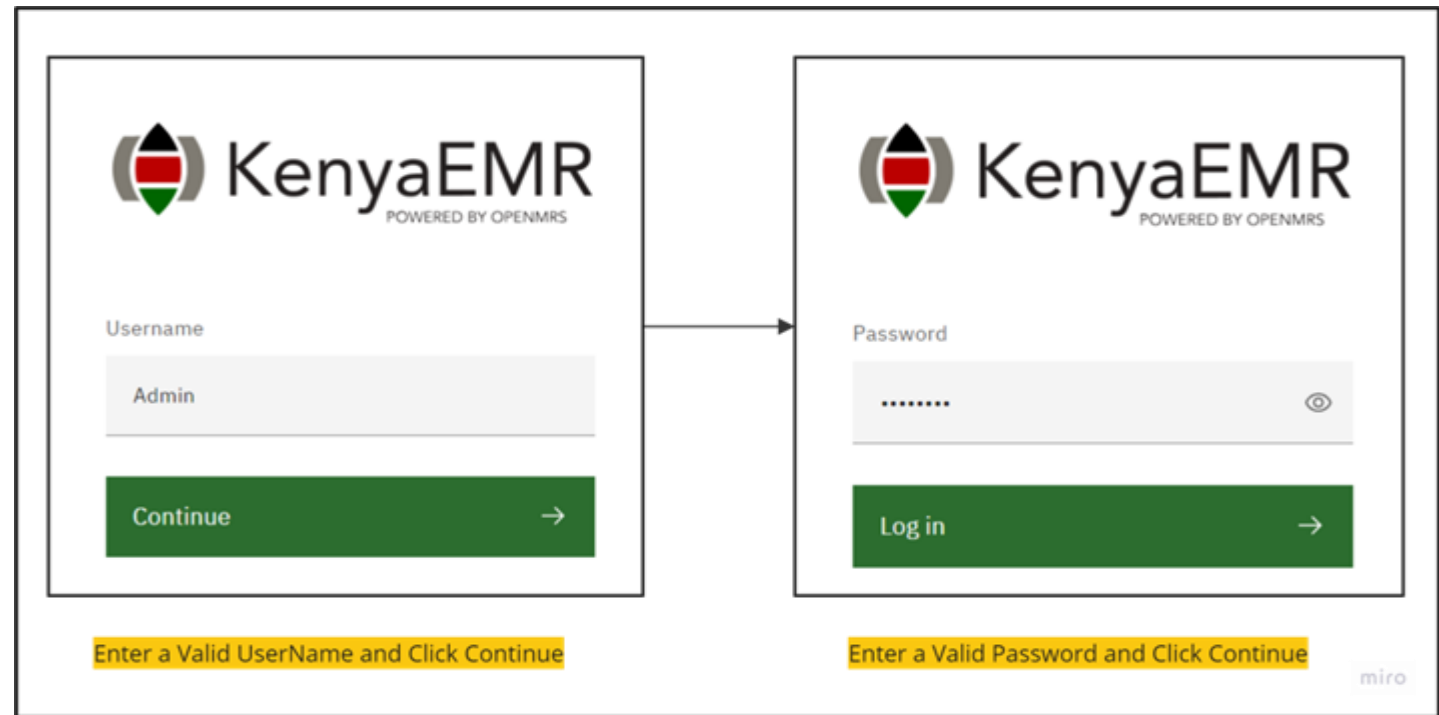 KenyaEMR
POWERED BY OPENMRS
Username
Admin
Continue
Enter a Valid UserName and Click Continue
KenyaEMR
POWERED BY OPENMRS
Password
••••••••
Log in
Enter a Valid Password and Click Continue
miro